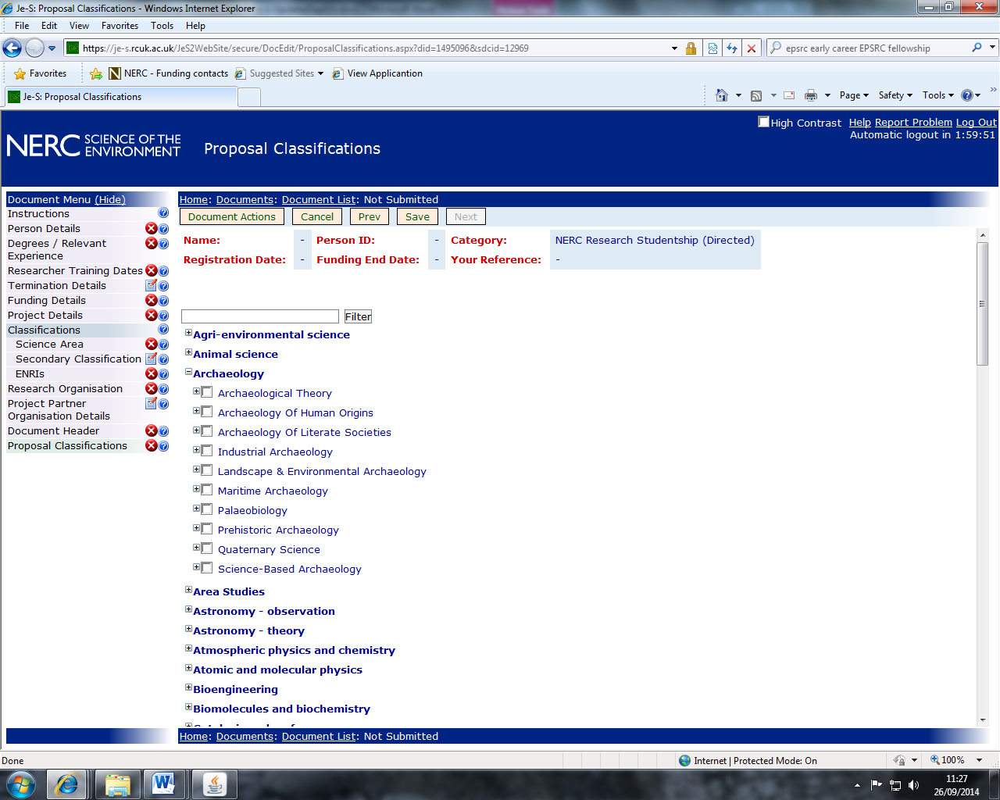 Je-S: Proposal Classifications - Windows Internet Explorer
File Edit View Favorites Tools Help
https://je-s.rcuk.ac.uk/JeS2WebSite/secure/DocEdit/ProposalClassifications.aspx?did=1495096&sdcid=12969
epsrc early career EPSRC fellowship
Favorites NERC - Funding contacts Suggested Sites View Applicantion
Je-S: Proposal Classifications
Page Safety Tools
High Contrast Help Report Problem Log Out
Automatic logout in 1:59:51
NERC SCIENCE OF THE ENVIRONMENT
Proposal Classifications
Document Menu (Hide)
Instructions
Person Details
Degrees / Relevant
Experience
Researcher Training Dates
Termination Details
Funding Details
Project Details
Classifications
Science Area
Secondary Classification
ENRIs
Research Organisation
Project Partner
Organisation Details
Document Header
Proposal Classifications
Home: Documents: Document List: Not Submitted
Document Actions Cancel Prev Save Next
Name: - Person ID: - Category: NERC Research Studentship (Directed)
Registration Date: - Funding End Date: - Your Reference: -
Filter
Agri-environmental science
Animal science
Archaeology
Archaeological Theory
Archaeology Of Human Origins
Archaeology Of Literate Societies
Industrial Archaeology
Landscape & Environmental Archaeology
Maritime Archaeology
Palaeobiology
Prehistoric Archaeology
Quaternary Science
Science-Based Archaeology
Area Studies
Astronomy - observation
Astronomy - theory
Atmospheric physics and chemistry
Atomic and molecular physics
Bioengineering
Biomolecules and biochemistry
Home: Documents: Document List: Not Submitted
Done
Internet | Protected Mode: On
100%
11:27
26/09/2014